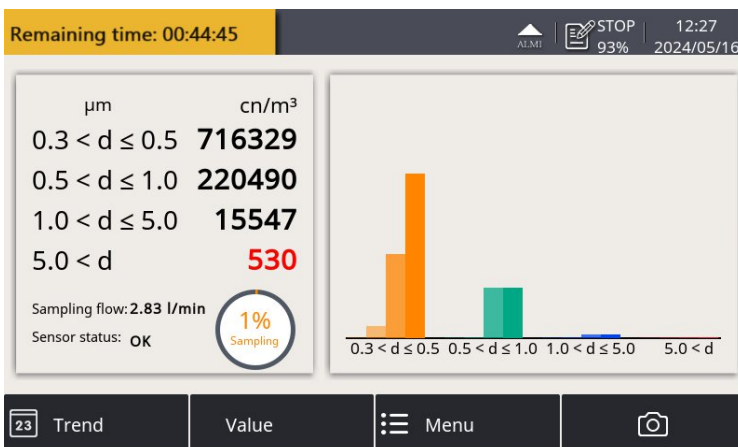 Remaining time: 00:44:45
ALMI
STOP
93%
12:27
2024/05/16
μm cn/m³
0.3 < d ≤ 0.5 716329
0.5 < d ≤ 1.0 220490
1.0 < d ≤ 5.0 15547
5.0 < d 530
Sampling flow: 2.83 l/min
Sensor status: OK
1%
Sampling
0.3 < d ≤ 0.5 0.5 < d ≤ 1.0 1.0 < d ≤ 5.0 5.0 < d
23 Trend Value Menu